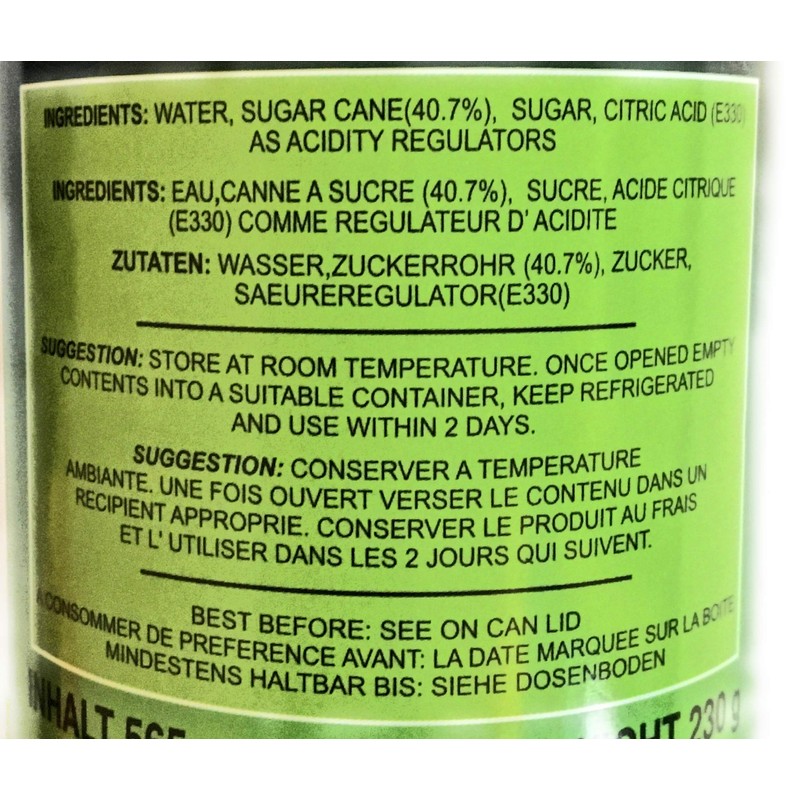 INGREDIENTS: WATER, SUGAR CANE(40.7%), SUGAR, CITRIC ACID (E330)
AS ACIDITY REGULATORS
INGREDIENTS: EAU,CANNE A SUCRE (40.7%), SUCRE, ACIDE CITRIQUE
(E330) COMME REGULATEUR D' ACIDITE
ZUTATEN: WASSER,ZUCKERROHR (40.7%), ZUCKER,
SAEUREREGULATOR(E330)
SUGGESTION: STORE AT ROOM TEMPERATURE. ONCE OPENED EMPTY
CONTENTS INTO A SUITABLE CONTAINER, KEEP REFRIGERATED
AND USE WITHIN 2 DAYS.
SUGGESTION: CONSERVER A TEMPERATURE
AMBIANTE. UNE FOIS OUVERT VERSER LE CONTENU DANS UN
RECIPIENT APPROPRIE. CONSERVER LE PRODUIT AU FRAIS
ET L' UTILISER DANS LES 2 JOURS QUI SUIVENT.
BEST BEFORE: SEE ON CAN LID
A CONSOMMER DE PREFERENCE AVANT: LA DATE MARQUEE SUR LA BOITE
MINDESTENS HALTBAR BIS: SIEHE DOSENBODEN
INHALT 230 g